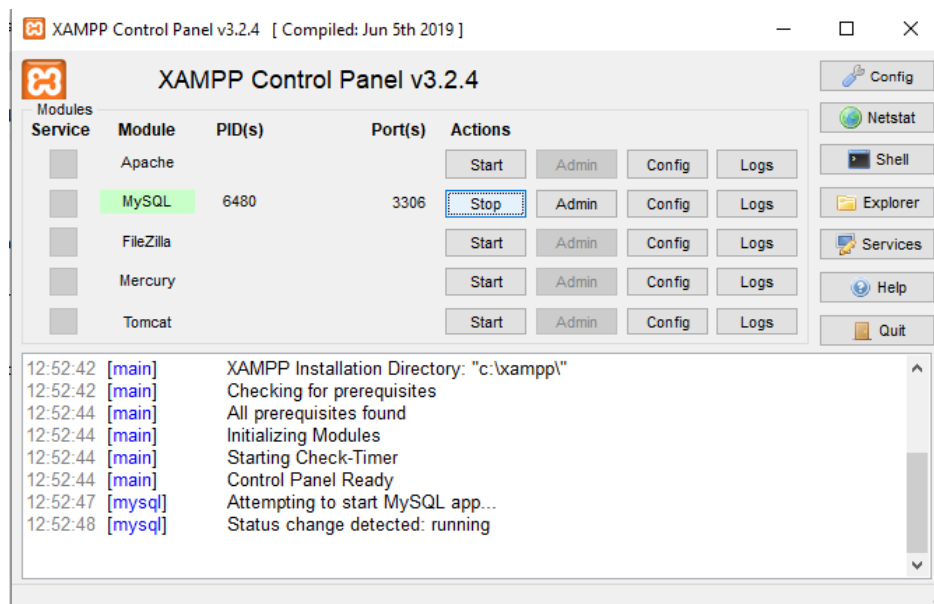 XAMPP Control Panel v3.2.4 [ Compiled: Jun 5th 2019 ]
XAMPP Control Panel v3.2.4
Config
Modules
Service Module PID(s) Port(s) Actions
Netstat
Apache Start Admin Config Logs
Shell
MySQL 6480 3306 Stop Admin Config Logs
Explorer
FileZilla Start Admin Config Logs
Services
Mercury Start Admin Config Logs
Help
Tomcat Start Admin Config Logs
Quit
12:52:42 [main] XAMPP Installation Directory: "c:\xampp\"
12:52:42 [main] Checking for prerequisites
12:52:44 [main] All prerequisites found
12:52:44 [main] Initializing Modules
12:52:44 [main] Starting Check-Timer
12:52:44 [main] Control Panel Ready
12:52:47 [mysql] Attempting to start MySQL app...
12:52:48 [mysql] Status change detected: running